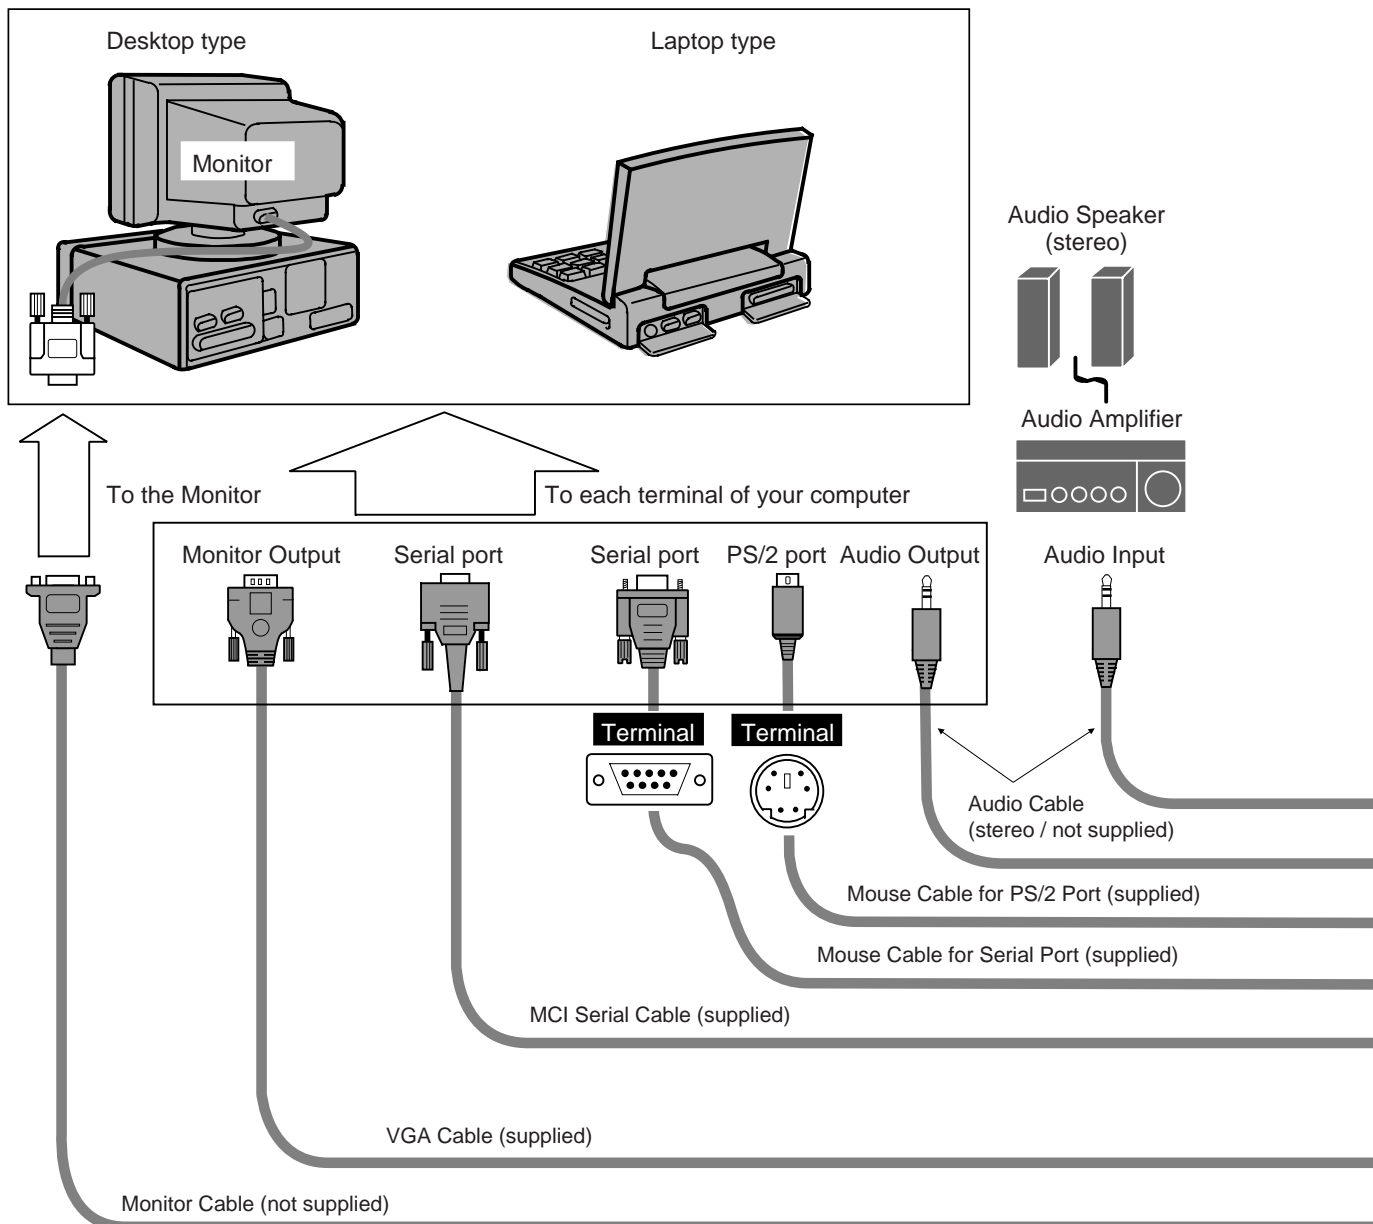 Desktop type
Laptop type
Monitor
Audio Speaker
(stereo)
Audio Amplifier
To the Monitor
To each terminal of your computer
Monitor Output
Serial port
Serial port
PS/2 port
Audio Output
Audio Input
Terminal
Terminal
Audio Cable
(stereo / not supplied)
Mouse Cable for PS/2 Port (supplied)
Mouse Cable for Serial Port (supplied)
MCI Serial Cable (supplied)
VGA Cable (supplied)
Monitor Cable (not supplied)